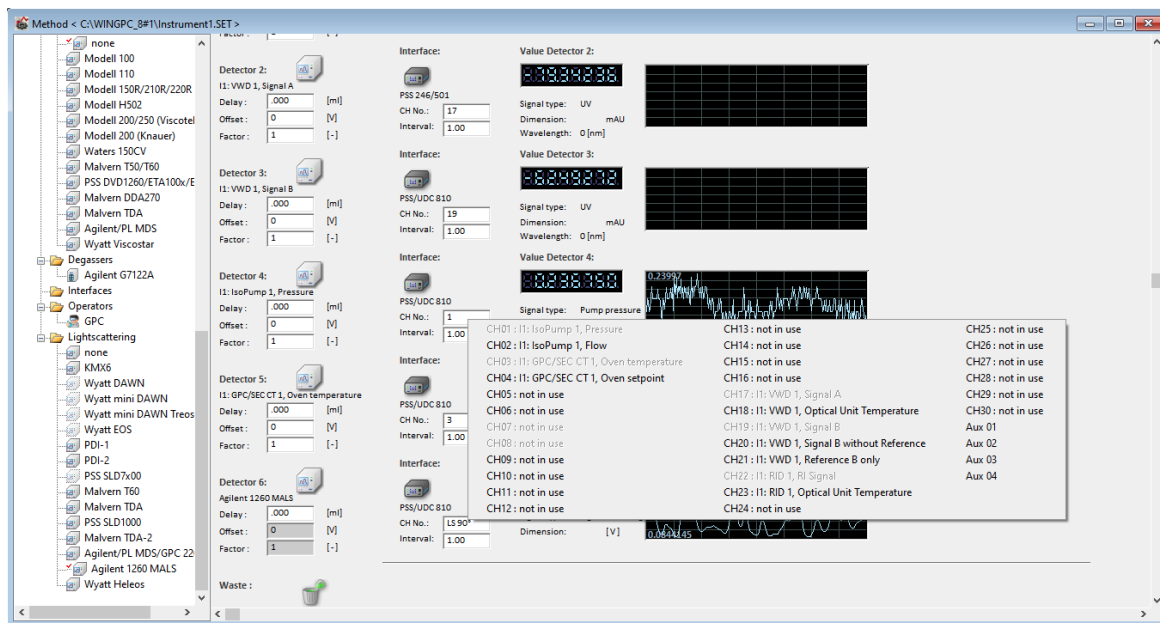 Method < C:\WINGPC_8#1\Instrument1.SET >
none
Modell 100
Modell 110
Modell 150R/210R/220R
Modell H502
Modell 200/250 (Viscotel
Modell 200 (Knauer)
Waters 150CV
Malvern T50/T60
PSS DVD1260/ETA100x/E
Malvern DDA270
Malvern TDA
Agilent/PL MDS
Wyatt Viscostar
Degassers
Agilent G7122A
Interfaces
Operators
GPC
Lightscattering
none
KMX6
Wyatt DAWN
Wyatt mini DAWN
Wyatt mini DAWN Treos
Wyatt EOS
PDI-1
PDI-2
PSS SLD7x00
Malvern T60
Malvern TDA
PSS SLD1000
Malvern TDA-2
Agilent/PL MDS/GPC 22
Agilent 1260 MALS
Wyatt Heleos
Detector 2:
I1: VWD 1, Signal A
Delay: .000 [ml]
Offset: 0 [V]
Factor: 1 [-]
Interface:
PSS 246/501
CH No.: 17
Interval: 1.00
Value Detector 2:
Signal type: UV
Dimension: mAU
Wavelength: 0 [nm]
Detector 3:
I1: VWD 1, Signal B
Delay: .000 [ml]
Offset: 0 [V]
Factor: 1 [-]
Interface:
PSS/UDC 810
CH No.: 19
Interval: 1.00
Value Detector 3:
Signal type: UV
Dimension: mAU
Wavelength: 0 [nm]
Detector 4:
I1: IsoPump 1, Pressure
Delay: .000 [ml]
Offset: 0 [V]
Factor: 1 [-]
Interface:
PSS/UDC 810
CH No.: 1
Interval: 1.00
Value Detector 4:
Signal type: Pump pressure
0.23997
Detector 5:
I1: GPC/SEC CT 1, Oven temperature
Delay: .000 [ml]
Offset: 0 [V]
Factor: 1 [-]
Interface:
PSS/UDC 810
CH No.: 3
Interval: 1.00
Detector 6:
Agilent 1260 MALS
Delay: .000 [ml]
Offset: 0 [V]
Factor: 1 [-]
Interface:
PSS/UDC 810
CH No.: LS 90°
Interval: 1.00
Dimension: [V]
0.0844145
Waste :
CH01 : I1: IsoPump 1, Pressure
CH02 : I1: IsoPump 1, Flow
CH03 : I1: GPC/SEC CT 1, Oven temperature
CH04 : I1: GPC/SEC CT 1, Oven setpoint
CH05 : not in use
CH06 : not in use
CH07 : not in use
CH08 : not in use
CH09 : not in use
CH10 : not in use
CH11 : not in use
CH12 : not in use
CH13 : not in use
CH14 : not in use
CH15 : not in use
CH16 : not in use
CH17 : I1: VWD 1, Signal A
CH18 : I1: VWD 1, Optical Unit Temperature
CH19 : I1: VWD 1, Signal B
CH20 : I1: VWD 1, Signal B without Reference
CH21 : I1: VWD 1, Reference B only
CH22 : I1: RID 1, RI Signal
CH23 : I1: RID 1, Optical Unit Temperature
CH24 : not in use
CH25 : not in use
CH26 : not in use
CH27 : not in use
CH28 : not in use
CH29 : not in use
CH30 : not in use
Aux 01
Aux 02
Aux 03
Aux 04